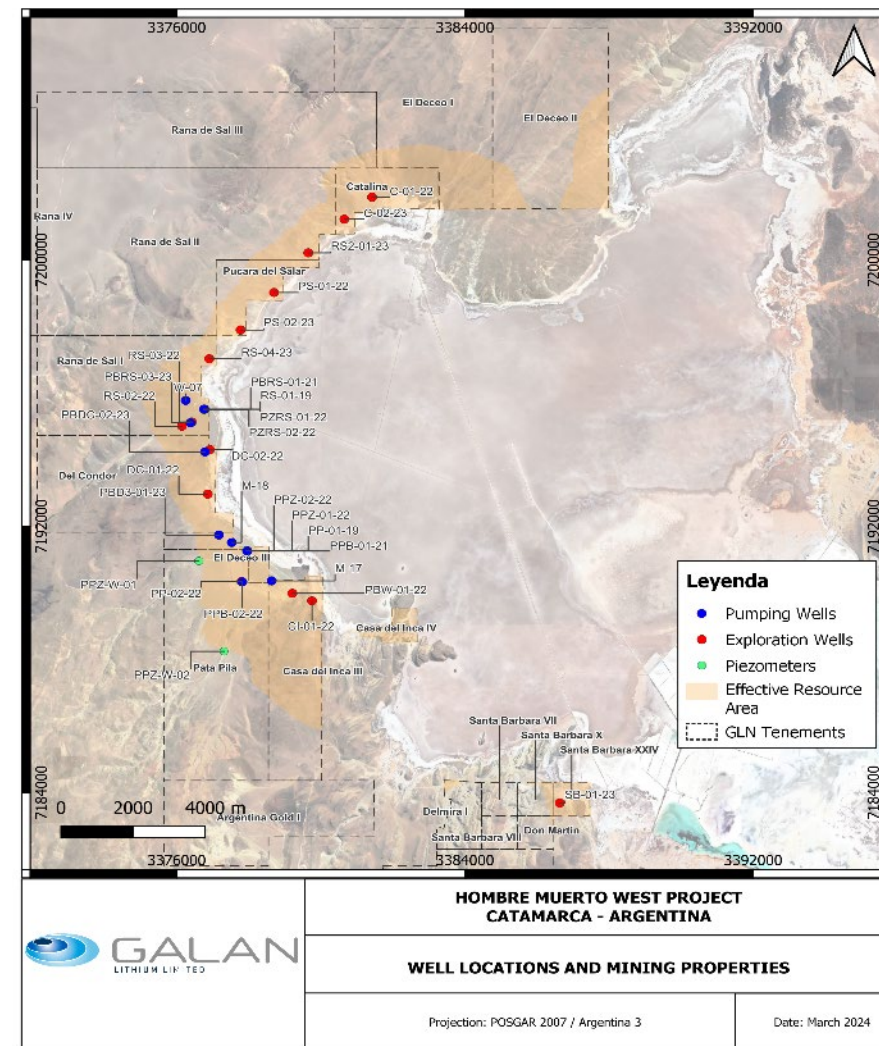 3376000 3384000 3392000
El Deceo I
El Deceo II
Rana de Sal III
Catalina
C-01-22
C-02-23
Rana IV
Rana de Sal II
RS2-01-23
7200000 7200000
Pucara del Salar
PS-01-22
PS-02-23
RS-03-22
RS-04-23
Rana de Sal I
PBRS-03-23
W-07
PBRS-01-21
RS-02-22
RS-01-19
PBDC-02-23
PZRS-01-22
PZRS-02-22
DC-02-22
DC-01-22
Del Condor
M-18
PBD3-01-23
PPZ-02-22
PPZ-01-22
7192000 7192000
PP-01-19
PPB-01-21
El Deceo III
M-17
PPZ-W-01
PP-02-22
PBW-01-22
PPB-02-22
CI-01-22
Casa del Inca IV
PPZ-W-02
Pata Pila
Casa del Inca III
Leyenda
Pumping Wells
Exploration Wells
Piezometers
Effective Resource
Area
GLN Tenements
Santa Barbara VII
Santa Barbara X
Santa Barbara XXIV
7184000 7184000
SB-01-23
0 2000 4000 m
Argentina Gold I
Delmira I
Don Martin
Santa Barbara VIII
3376000 3384000 3392000
GALAN
LITHIUM LIMITED
HOMBRE MUERTO WEST PROJECT
CATAMARCA - ARGENTINA
WELL LOCATIONS AND MINING PROPERTIES
Projection: POSGAR 2007 / Argentina 3
Date: March 2024